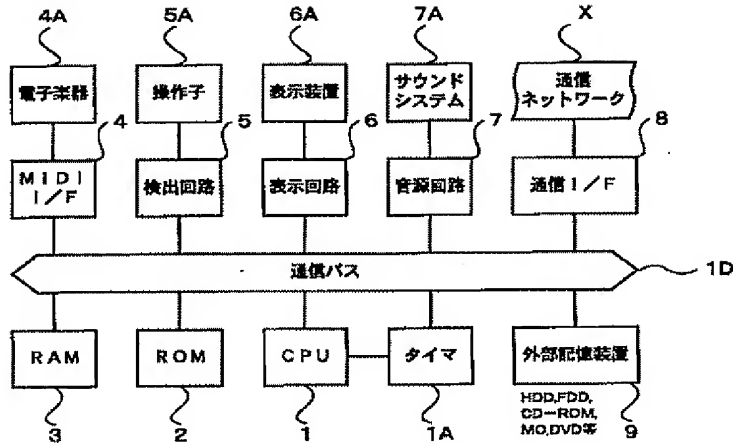 4A 5A 6A 7A X
電子楽器 操作子 表示装置 サウンド
システム 通信
ネットワーク
4 5 6 7 8
MIDI
I/F 検出回路 表示回路 音源回路 通信I/F
通信バス 1D
RAM ROM CPU タイマ 外部記憶装置
HDD,FDD,
CD-ROM,
MO,DVD等
3 2 1 1A 9